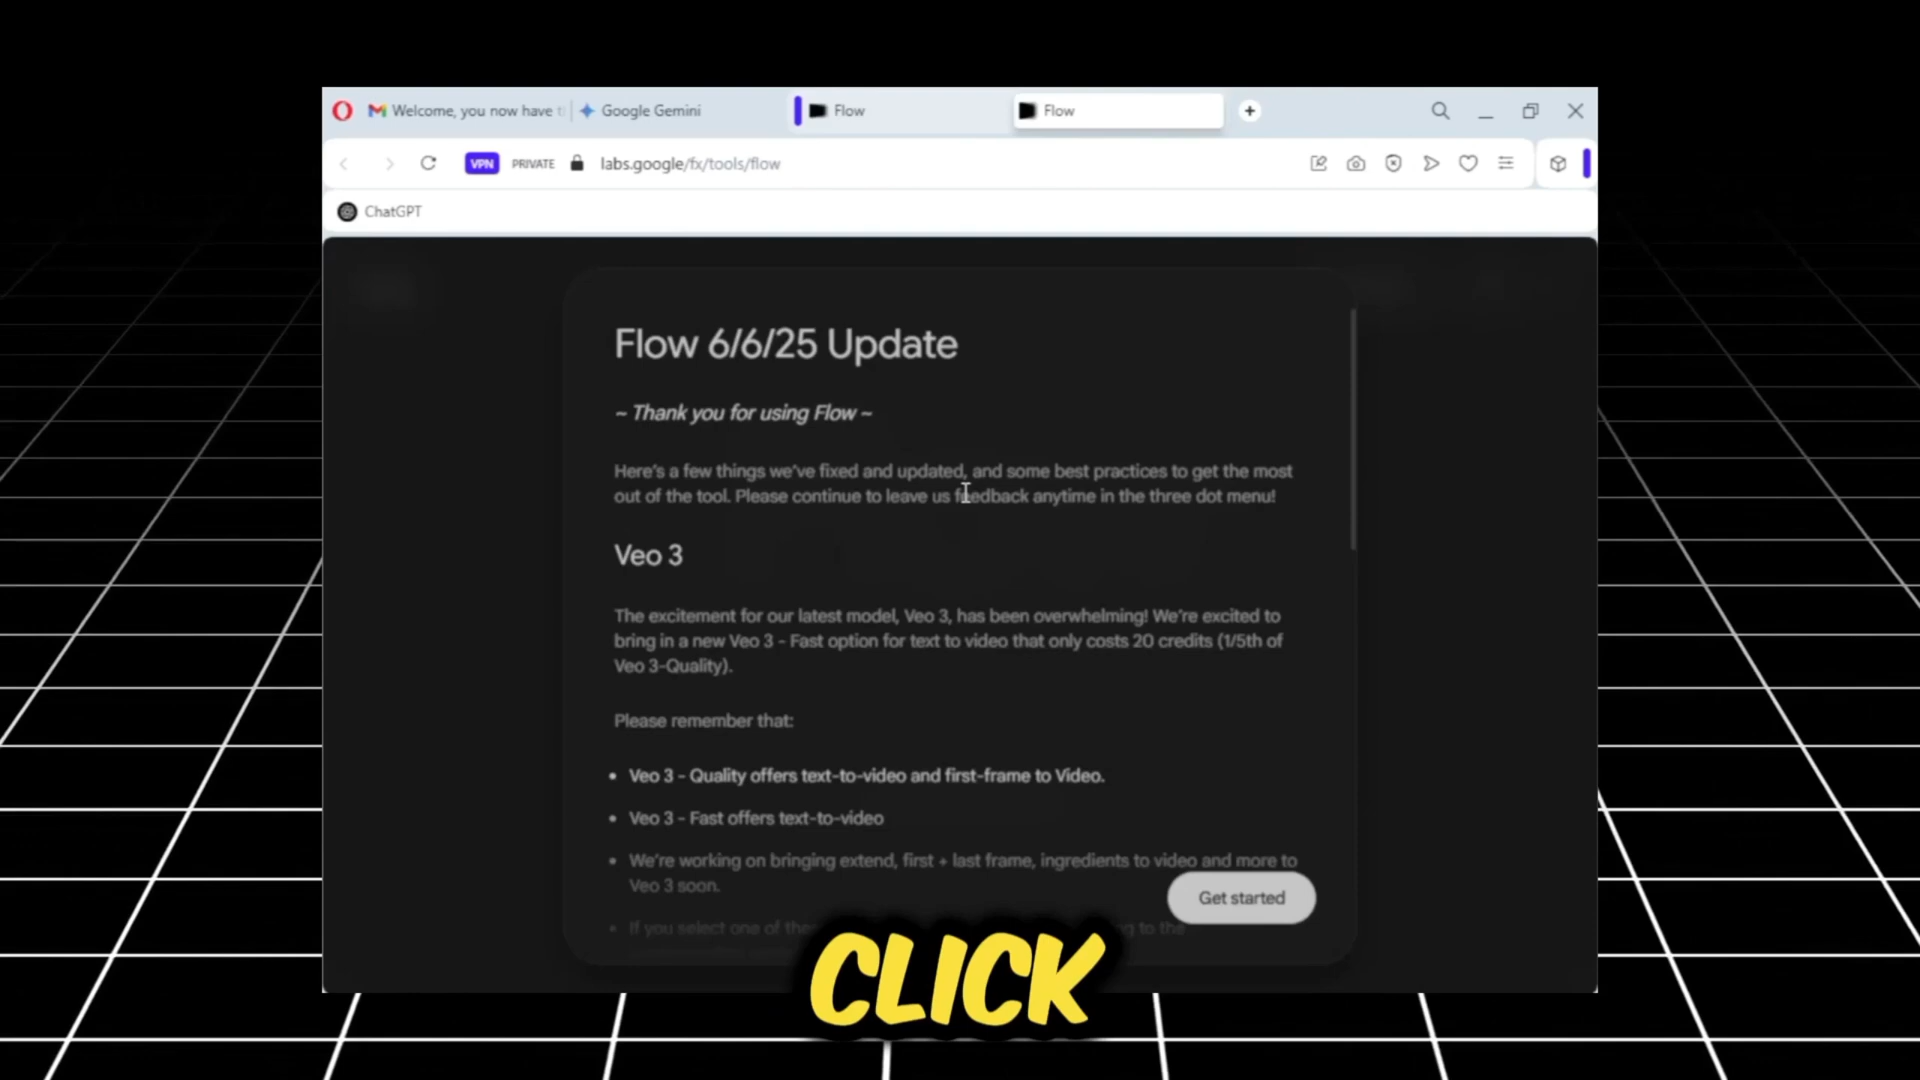 Welcome, you now have
Google Gemini
Flow
Flow
VPN
PRIVATE
labs.google/fx/tools/flow
ChatGPT
Flow 6/6/25 Update
~ Thank you for using Flow ~
Here's a few things we've fixed and updated, and some best practices to get the most
out of the tool. Please continue to leave us feedback anytime in the three dot menu!
Veo 3
The excitement for our latest model, Veo 3, has been overwhelming! We're excited to
bring in a new Veo 3 - Fast option for text to video that only costs 20 credits (1/5th of
Veo 3-Quality).
Please remember that:
• Veo 3 - Quality offers text-to-video and first-frame to Video.
• Veo 3 - Fast offers text-to-video
• We're working on bringing extend, first + last frame, ingredients to video and more to
Veo 3 soon.
Get started
• If you select one of to the
CLICK